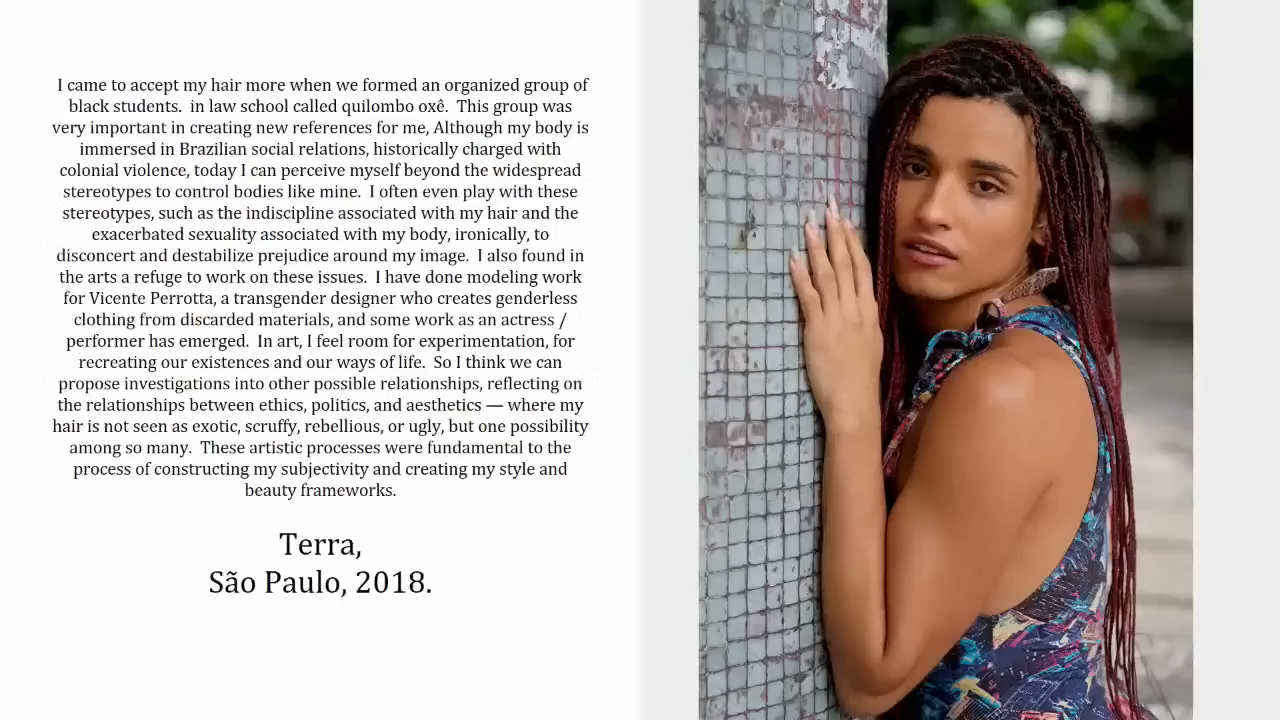 I came to accept my hair more when we formed an organized group of
black students.  in law school called quilombo oxê.  This group was
very important in creating new references for me, Although my body is
immersed in Brazilian social relations, historically charged with
colonial violence, today I can perceive myself beyond the widespread
stereotypes to control bodies like mine.  I often even play with these
stereotypes, such as the indiscipline associated with my hair and the
exacerbated sexuality associated with my body, ironically, to
disconcert and destabilize prejudice around my image.  I also found in
the arts a refuge to work on these issues.  I have done modeling work
for Vicente Perrotta, a transgender designer who creates genderless
clothing from discarded materials, and some work as an actress /
performer has emerged.  In art, I feel room for experimentation, for
recreating our existences and our ways of life.  So I think we can
propose investigations into other possible relationships, reflecting on
the relationships between ethics, politics, and aesthetics — where my
hair is not seen as exotic, scruffy, rebellious, or ugly, but one possibility
among so many.  These artistic processes were fundamental to the
process of constructing my subjectivity and creating my style and
beauty frameworks.
Terra,
São Paulo, 2018.